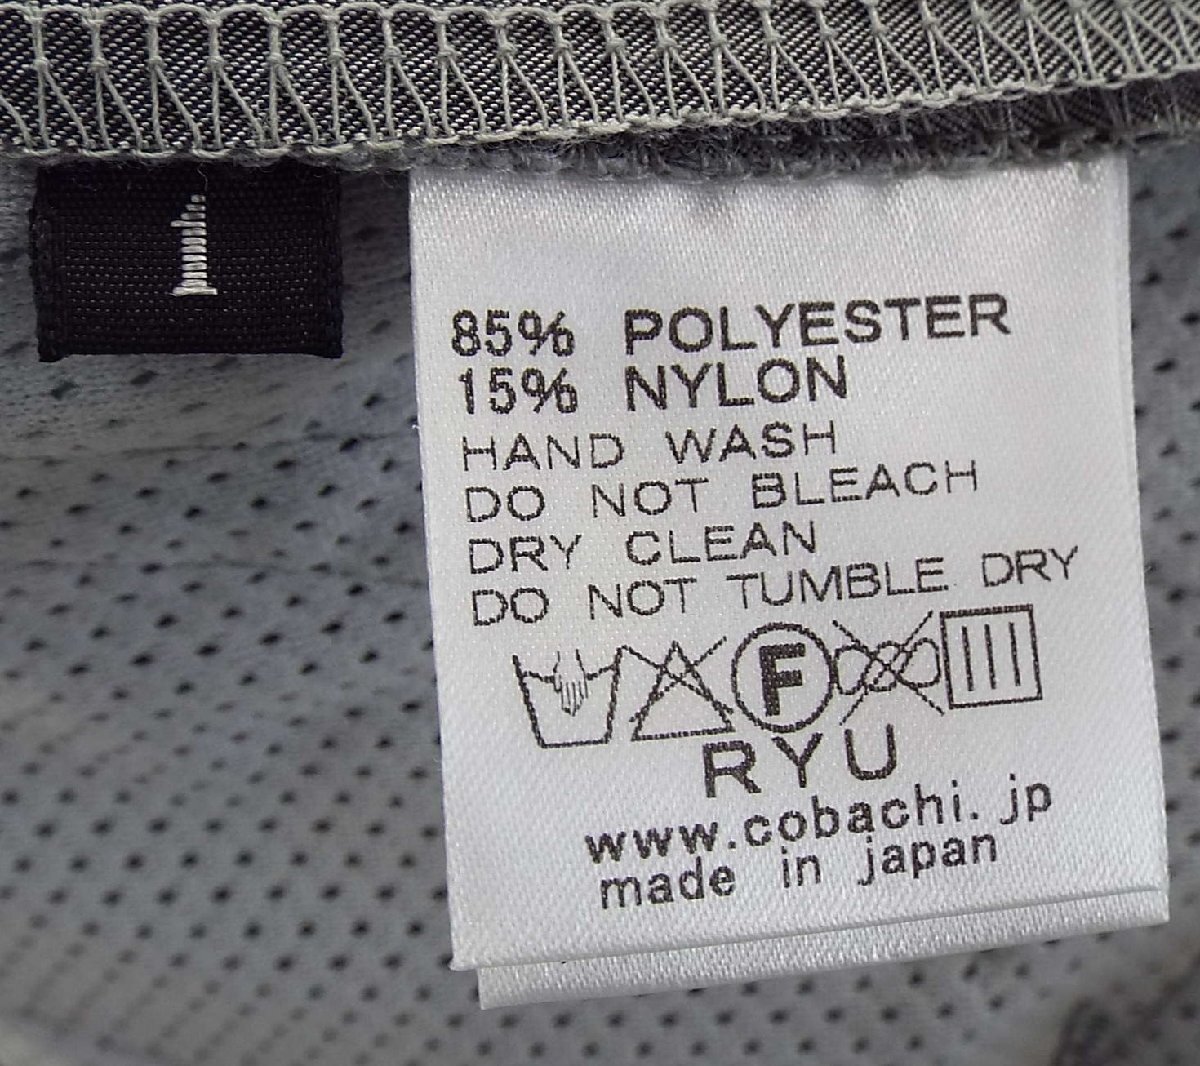 1
85% POLYESTER
15% NYLON
HAND WASH
DO NOT BLEACH
DRY CLEAN
DO NOT TUMBLE DRY
F
RYU
www.cobachi.jp
made in japan